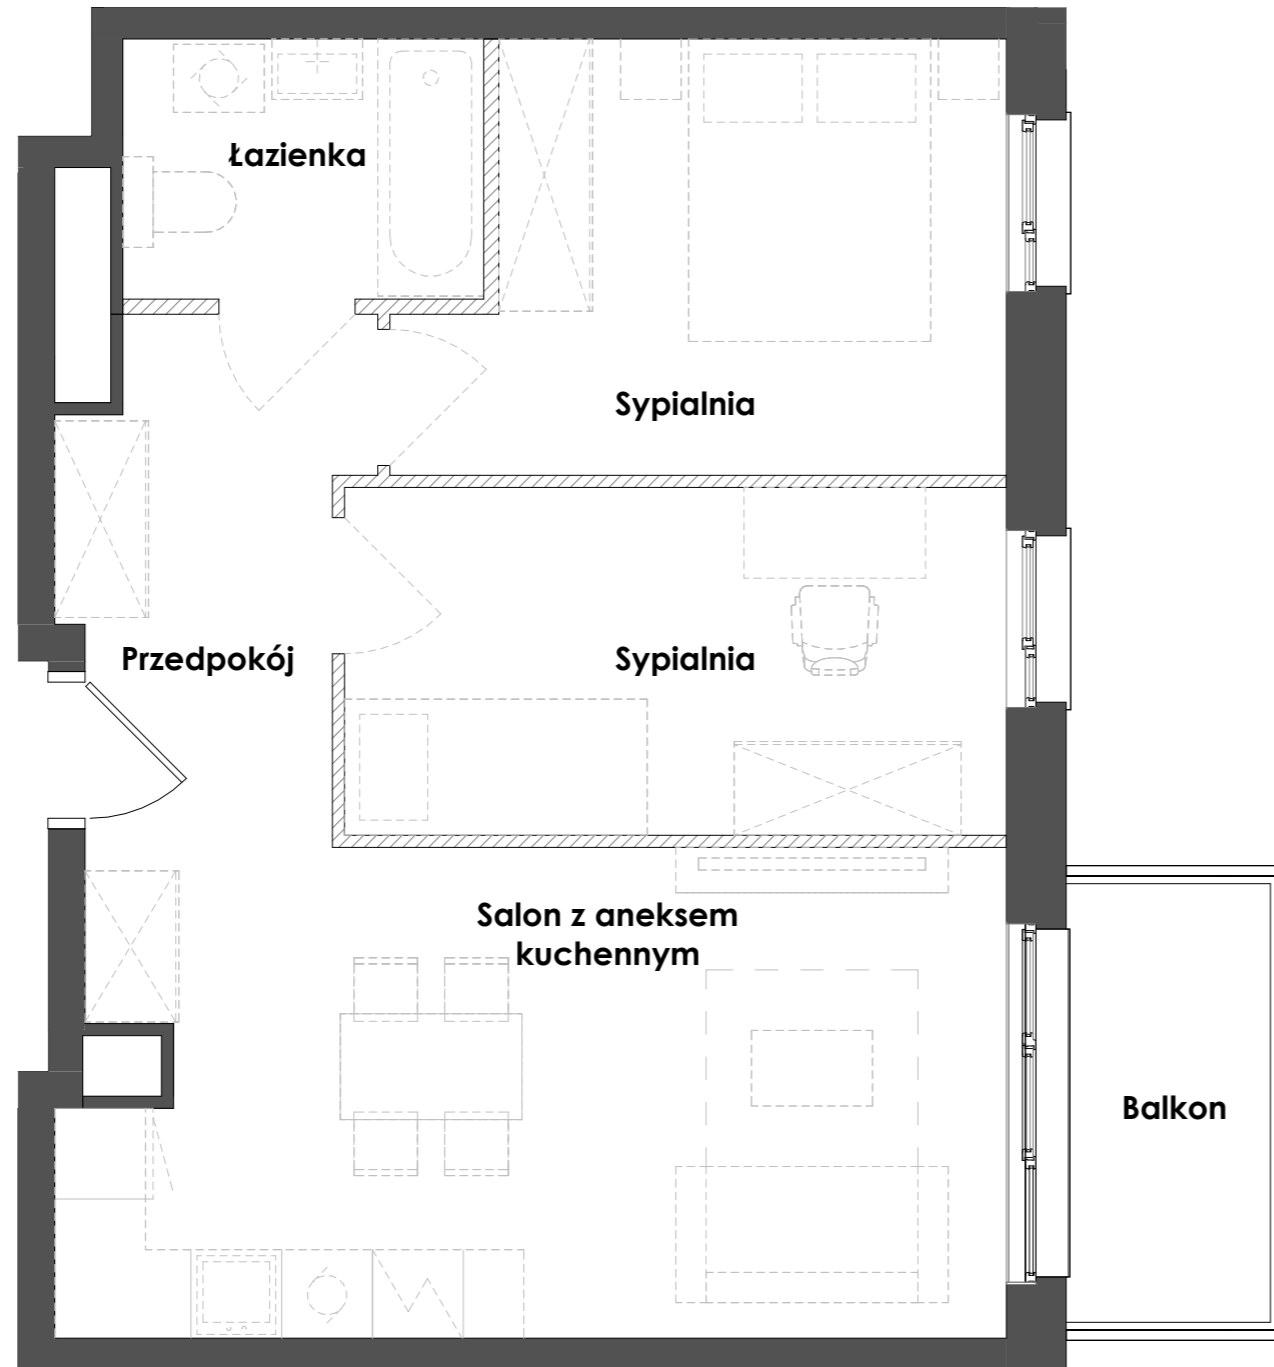 Łazienka
Sypialnia
Przedpokój
Sypialnia
Salon z aneksem
kuchennym
Balkon